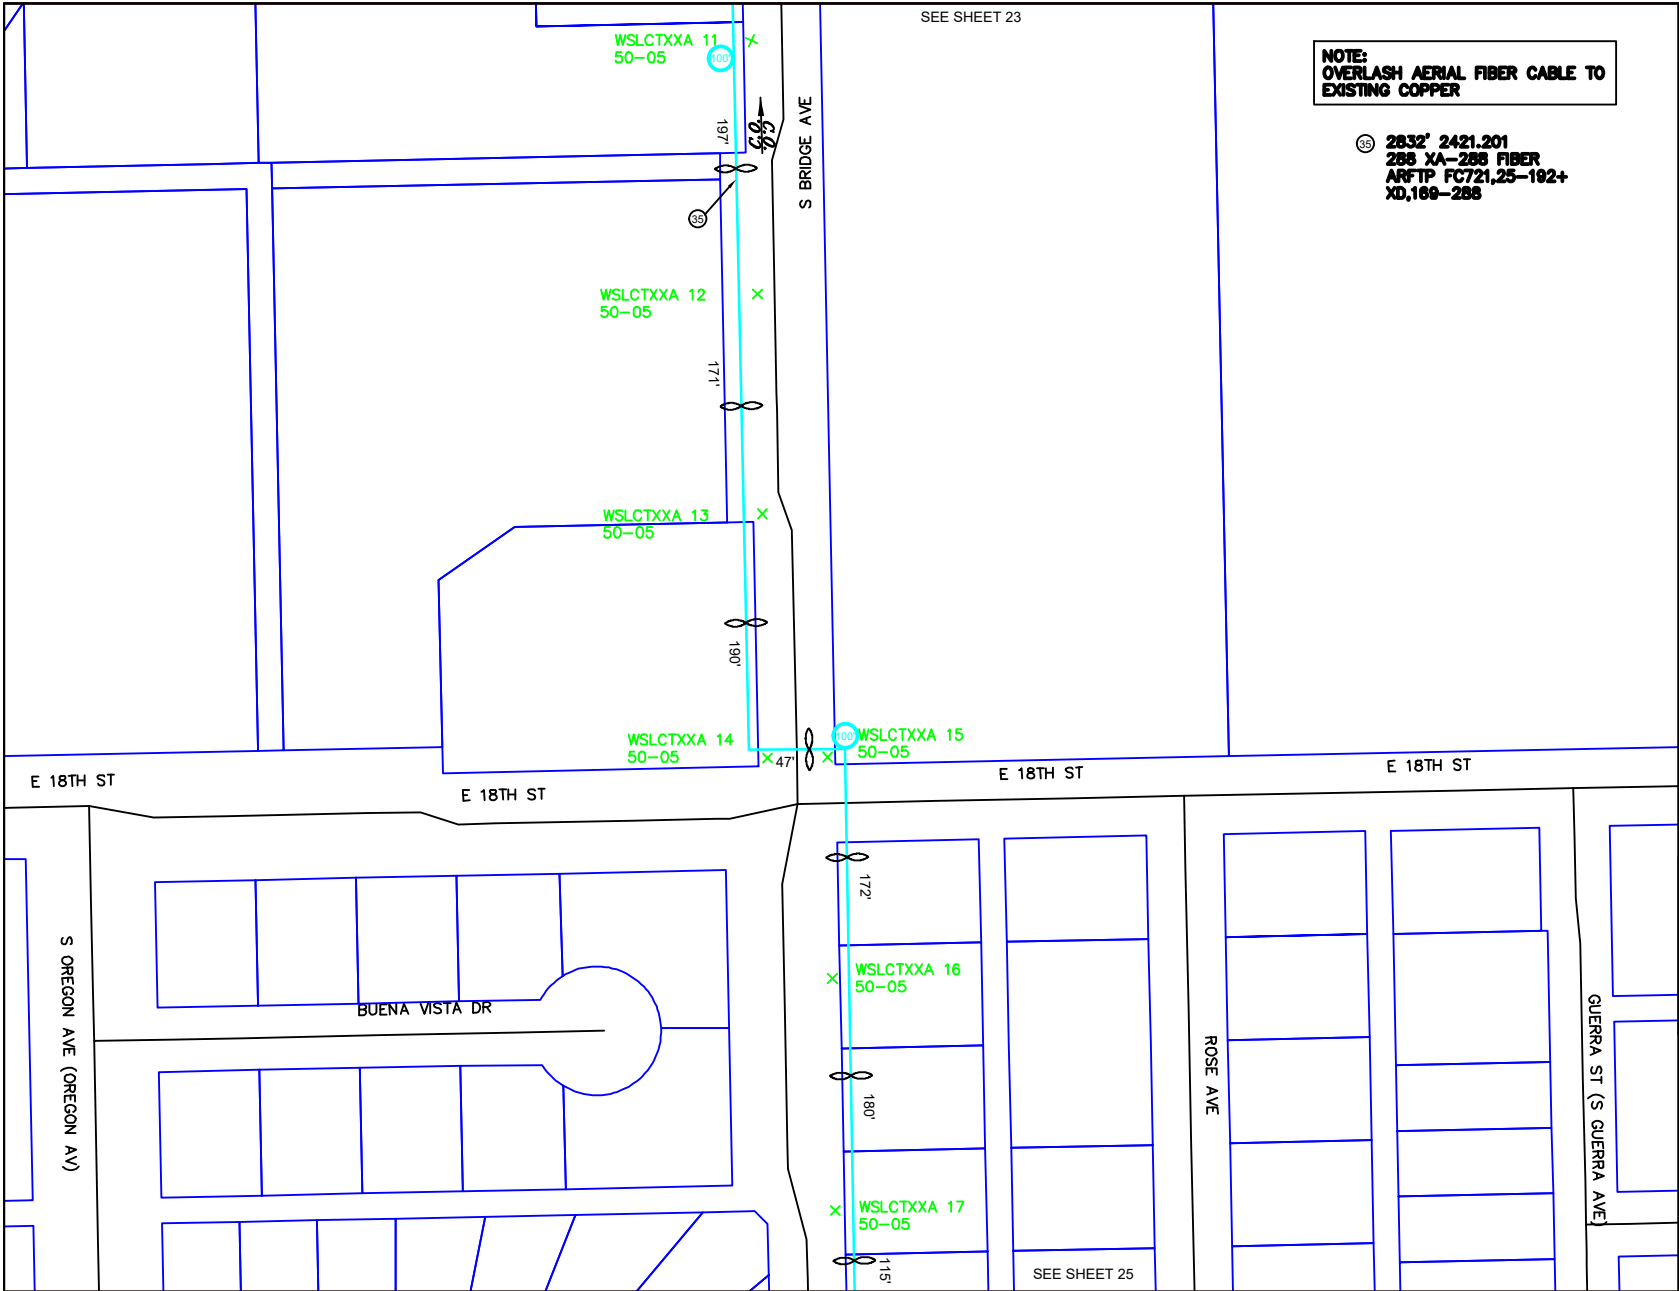 SEE SHEET 23
NOTE:
OVERLASH AERIAL FIBER CABLE TO
EXISTING COPPER
35
2832' 2421.201
288 XA-288 FIBER
ARFTP FC721,25-192+
XD,169-288
WSLCTXXA 11
50-05
100'
197'
C.O.
S BRIDGE AVE
35
WSLCTXXA 12
50-05
171'
WSLCTXXA 13
50-05
190'
WSLCTXXA 14
50-05
47'
100'
WSLCTXXA 15
50-05
E 18TH ST
E 18TH ST
E 18TH ST
E 18TH ST
172'
S OREGON AVE (OREGON AV)
BUENA VISTA DR
WSLCTXXA 16
50-05
180'
ROSE AVE
GUERRA ST (S GUERRA AVE)
WSLCTXXA 17
50-05
115'
SEE SHEET 25